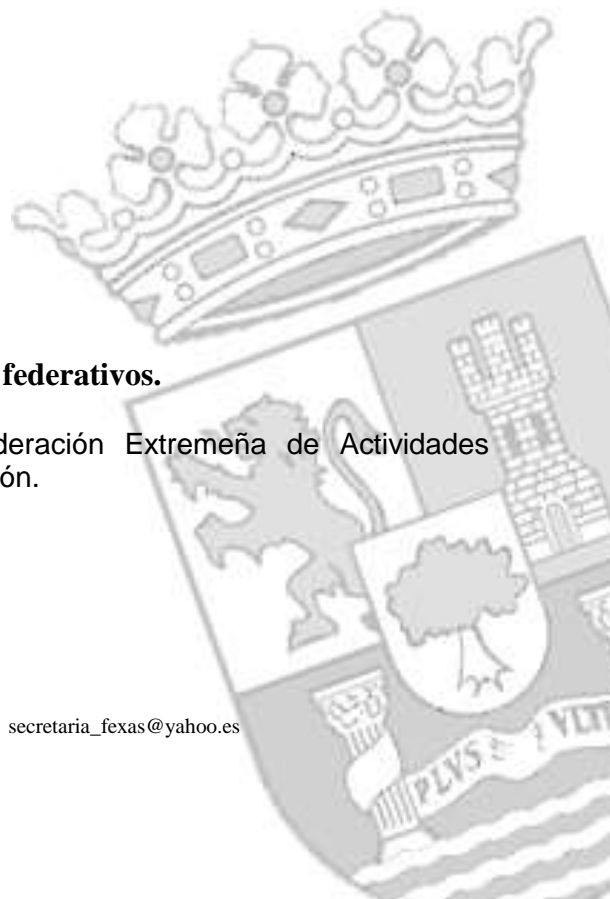 federativos.
deración Extremeña de Actividades
ón.
secretaria_fexas@yahoo.es
PLVS VLT